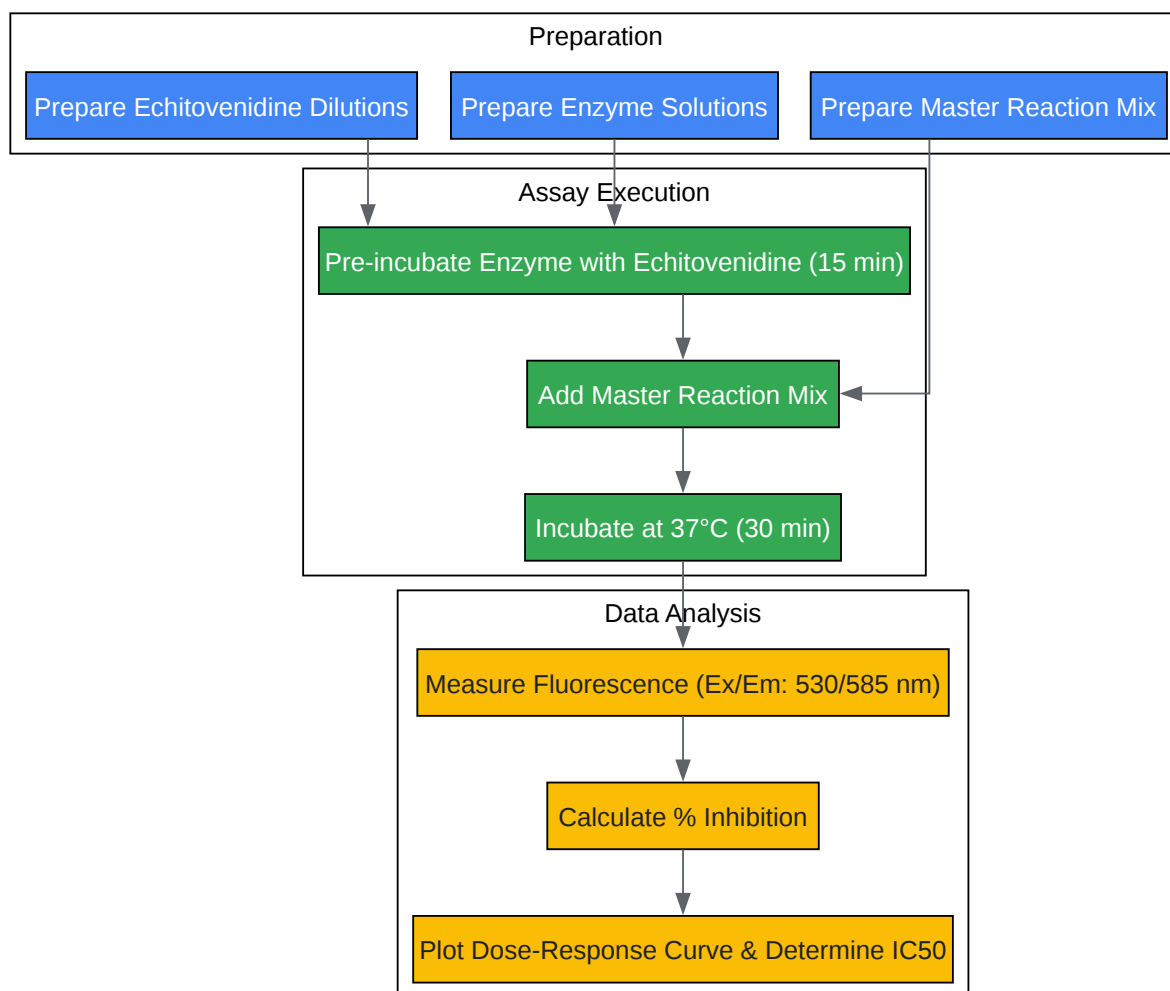 Preparation
Prepare Echitovenidine Dilutions
Prepare Enzyme Solutions
Prepare Master Reaction Mix
Assay Execution
Pre-incubate Enzyme with Echitovenidine (15 min)
Add Master Reaction Mix
Incubate at 37°C (30 min)
Data Analysis
Measure Fluorescence (Ex/Em: 530/585 nm)
Calculate % Inhibition
Plot Dose-Response Curve & Determine IC50